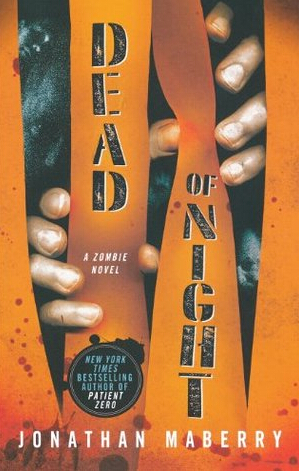 DEAD
OF NIGHT
A ZOMBIE
NOVEL
NEW YORK
TIMES
BESTSELLING
AUTHOR OF
PATIENT
ZERO
JONATHAN MABERRY